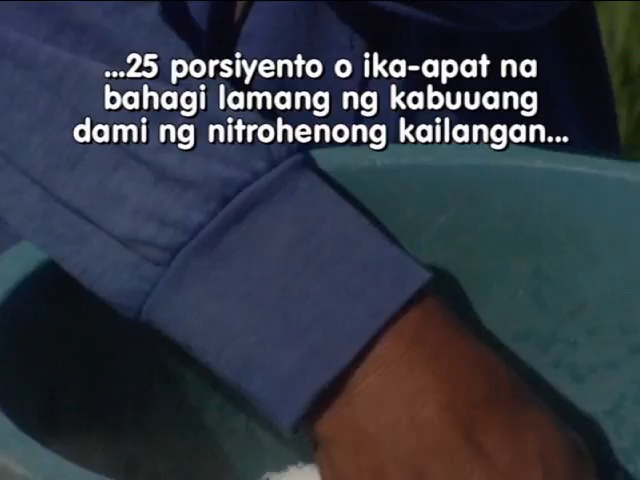 ...25 porsiyento o ika-apat na
bahagi lamang ng kabuuang
dami ng nitrohenong kailangan...